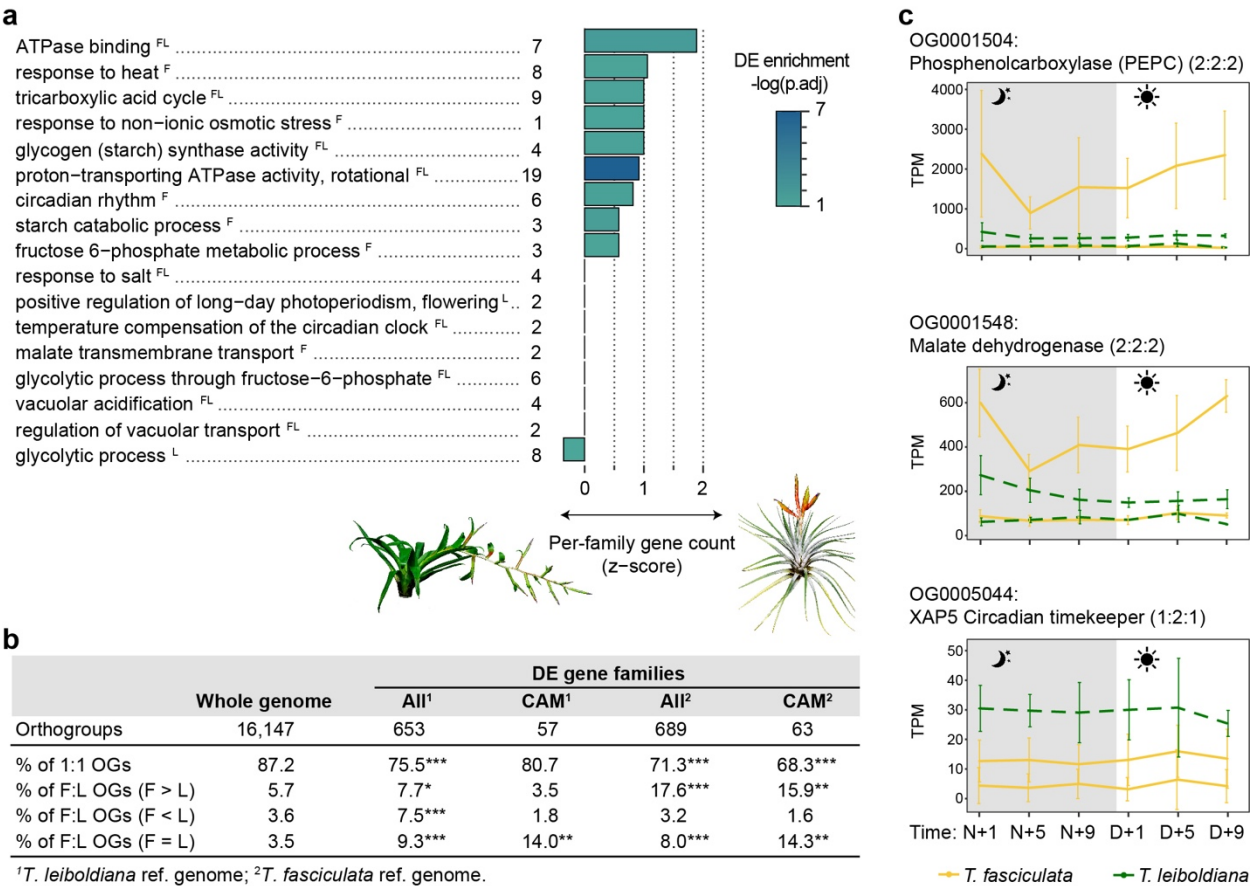 a
ATPase binding FL ........ 7
response to heat F ........ 8
tricarboxylic acid cycle FL ........ 9
response to non−ionic osmotic stress F ........ 1
glycogen (starch) synthase activity FL ........ 4
proton−transporting ATPase activity, rotational FL .. 19
circadian rhythm F ........ 6
starch catabolic process F ........ 3
fructose 6−phosphate metabolic process F ........ 3
response to salt FL ........ 4
positive regulation of long−day photoperiodism, flowering L .. 2
temperature compensation of the circadian clock FL ........ 2
malate transmembrane transport F ........ 2
glycolytic process through fructose−6−phosphate FL ........ 6
vacuolar acidification FL ........ 4
regulation of vacuolar transport FL ........ 2
glycolytic process L ........ 8
0 1 2
Per-family gene count
(z−score)
DE enrichment
-log(p.adj)
7
1
b
DE gene families
Whole genome All1 CAM1 All2 CAM2
Orthogroups 16,147 653 57 689 63
% of 1:1 OGs 87.2 75.5*** 80.7 71.3*** 68.3***
% of F:L OGs (F > L) 5.7 7.7* 3.5 17.6*** 15.9**
% of F:L OGs (F < L) 3.6 7.5*** 1.8 3.2 1.6
% of F:L OGs (F = L) 3.5 9.3*** 14.0** 8.0*** 14.3**
1T. leiboldiana ref. genome; 2T. fasciculata ref. genome.
c
OG0001504:
Phosphenolcarboxylase (PEPC) (2:2:2)
4000
3000
2000
1000
0
TPM
OG0001548:
Malate dehydrogenase (2:2:2)
600
400
200
0
TPM
OG0005044:
XAP5 Circadian timekeeper (1:2:1)
50
40
30
20
10
0
TPM
Time: N+1 N+5 N+9 D+1 D+5 D+9
T. fasciculata T. leiboldiana